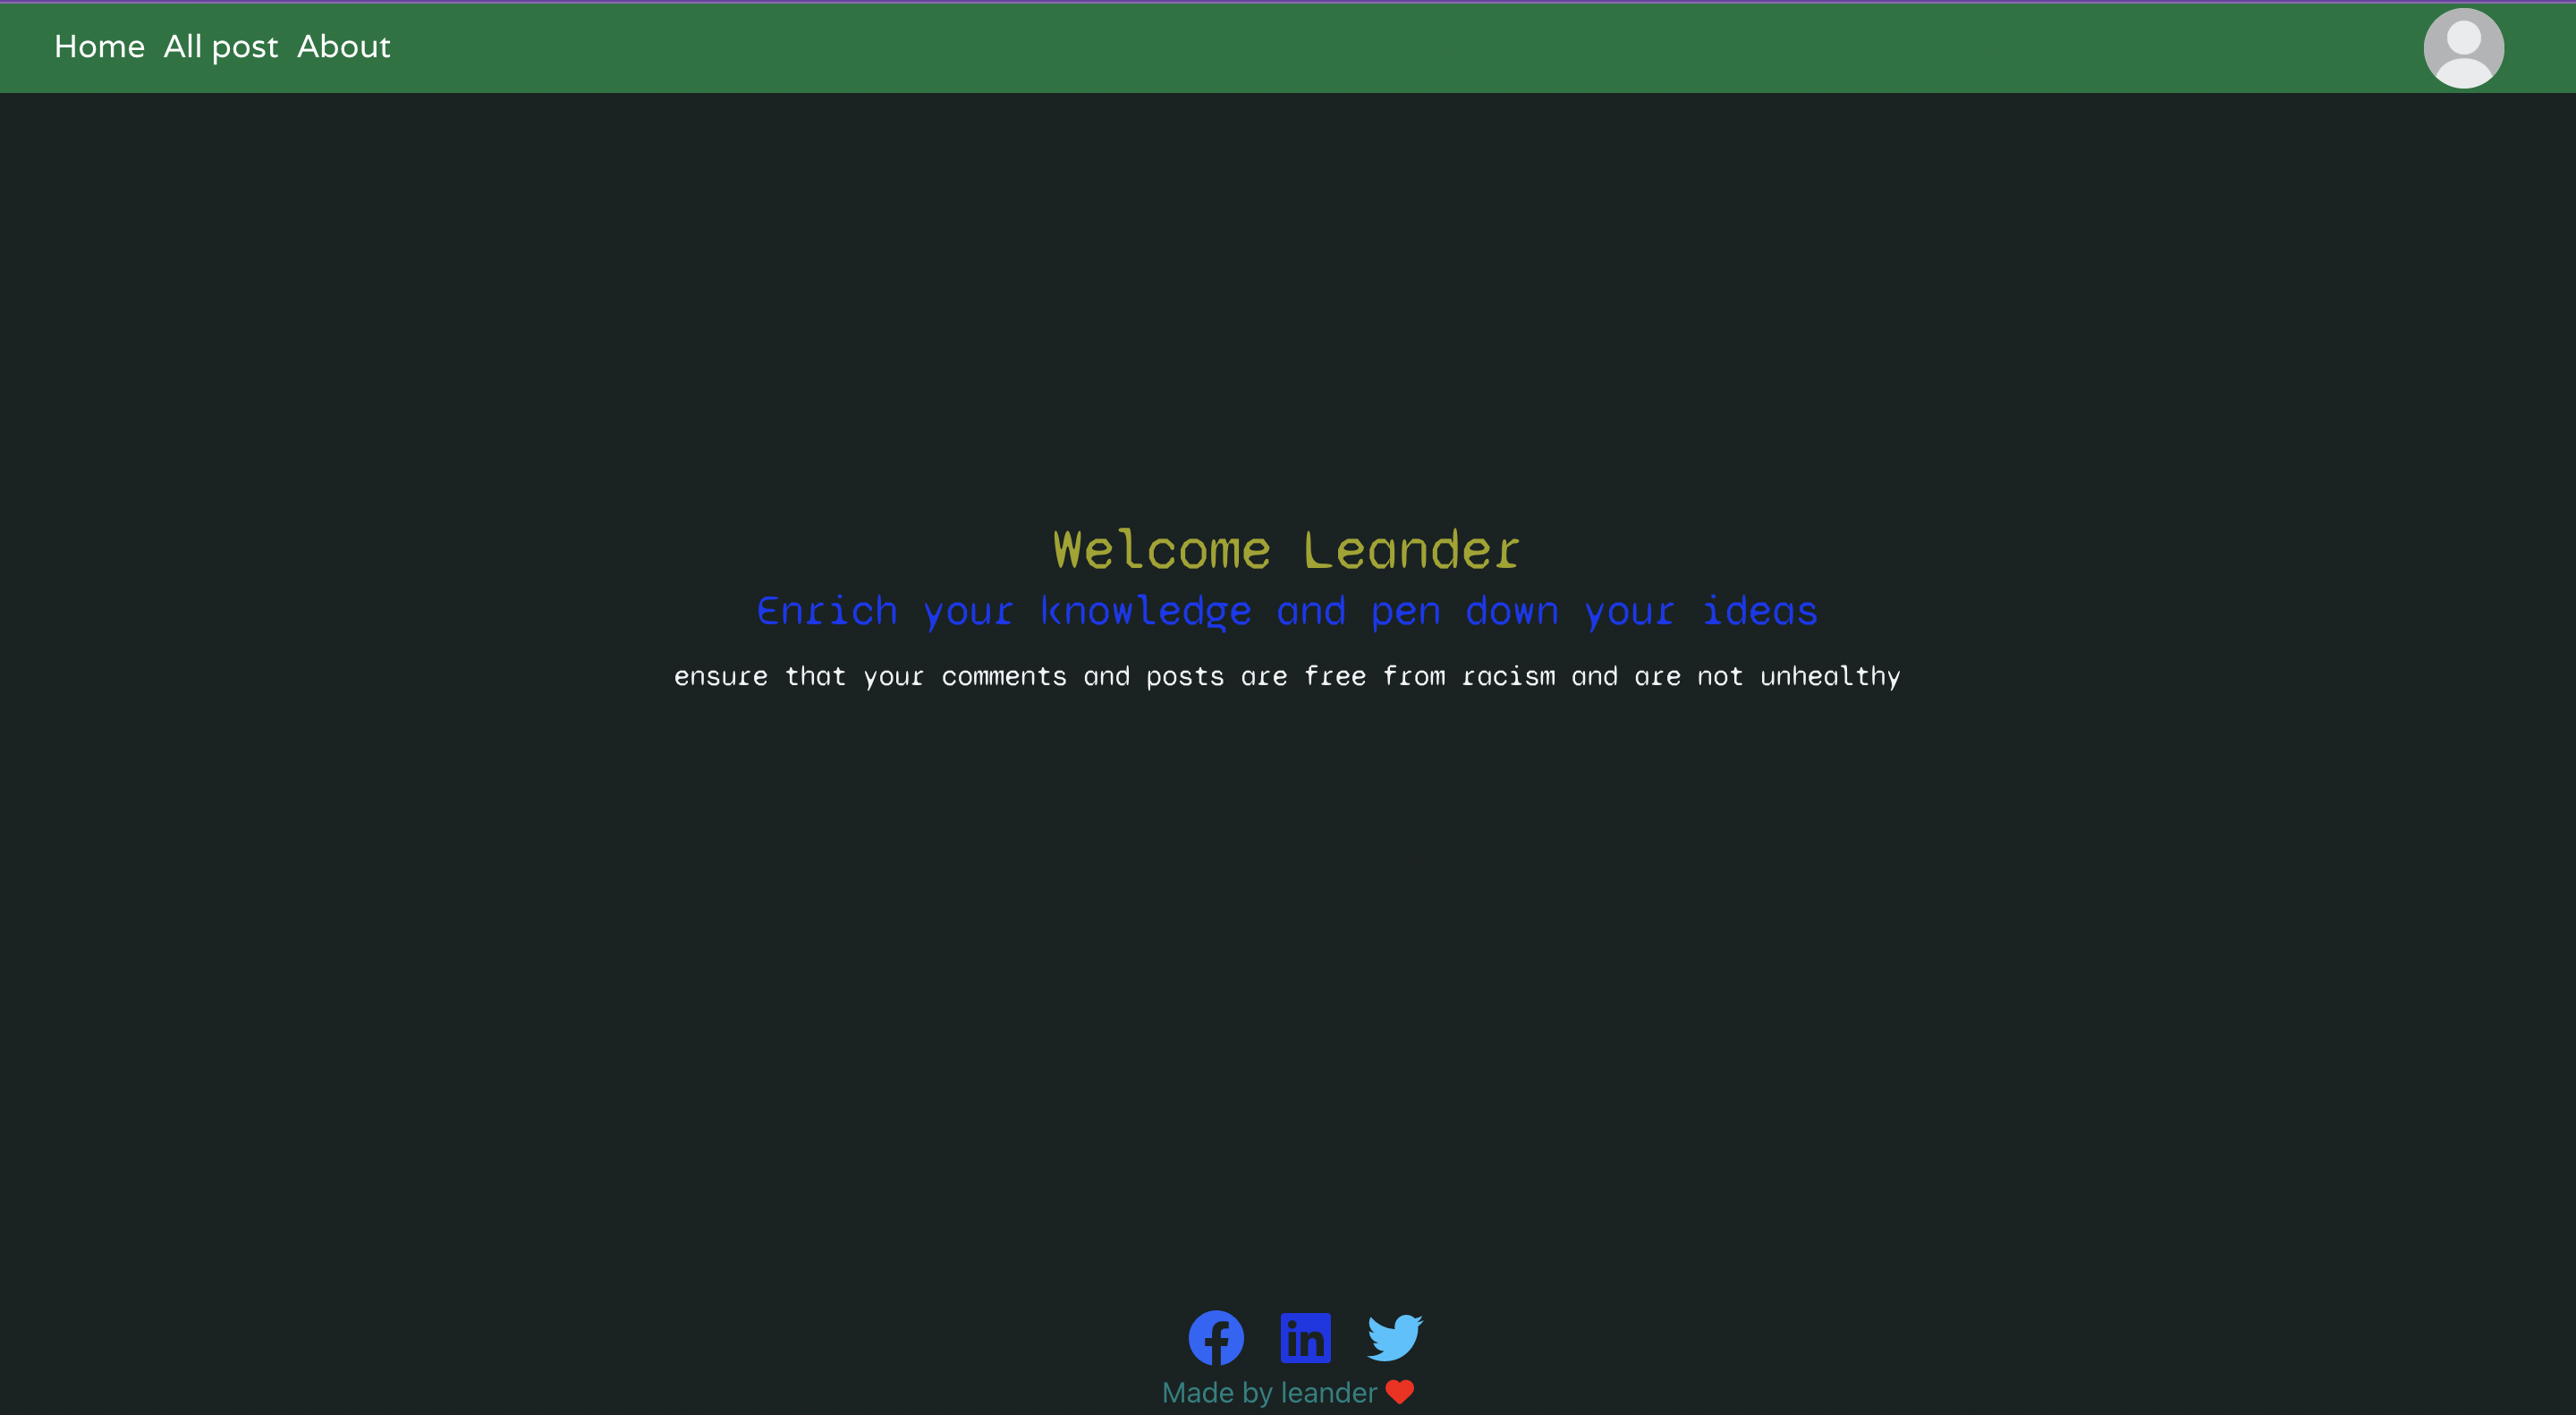 Home All post About
Welcome Leander
Enrich your knowledge and pen down your ideas
ensure that your comments and posts are free from racism and are not unhealthy
Made by leander